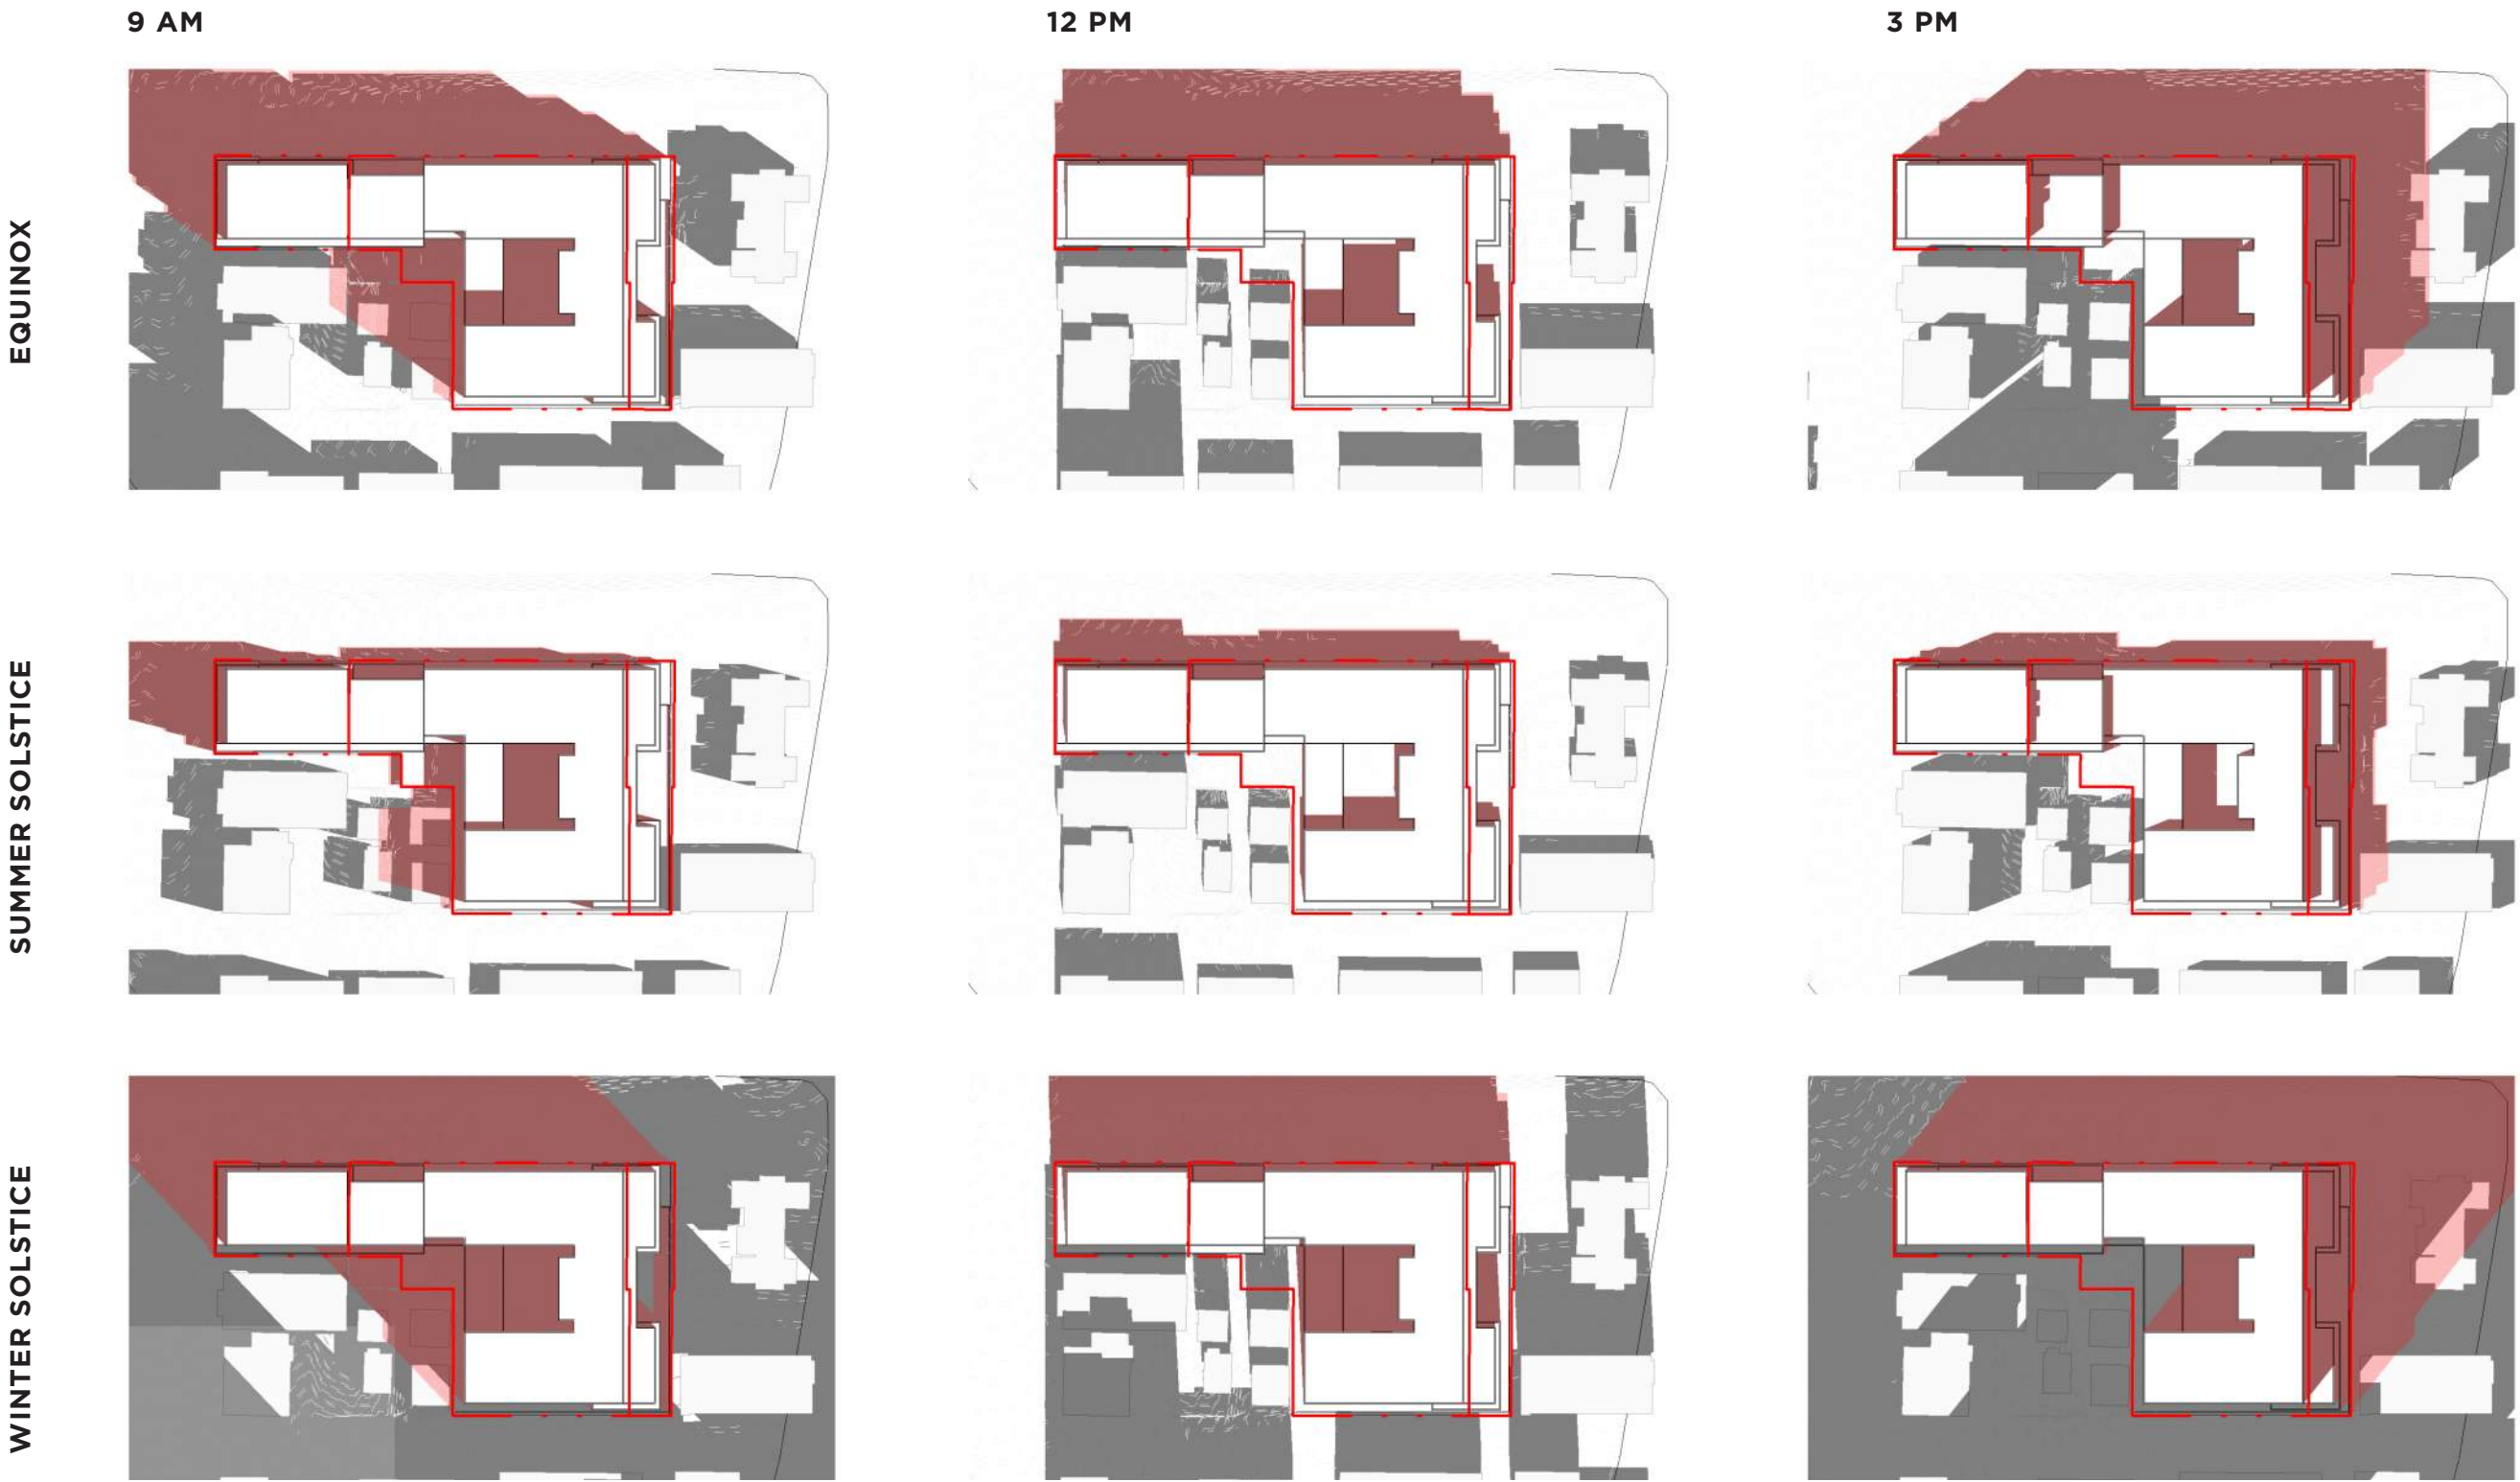 9 AM
12 PM
3 PM
EQUINOX
SUMMER SOLSTICE
WINTER SOLSTICE